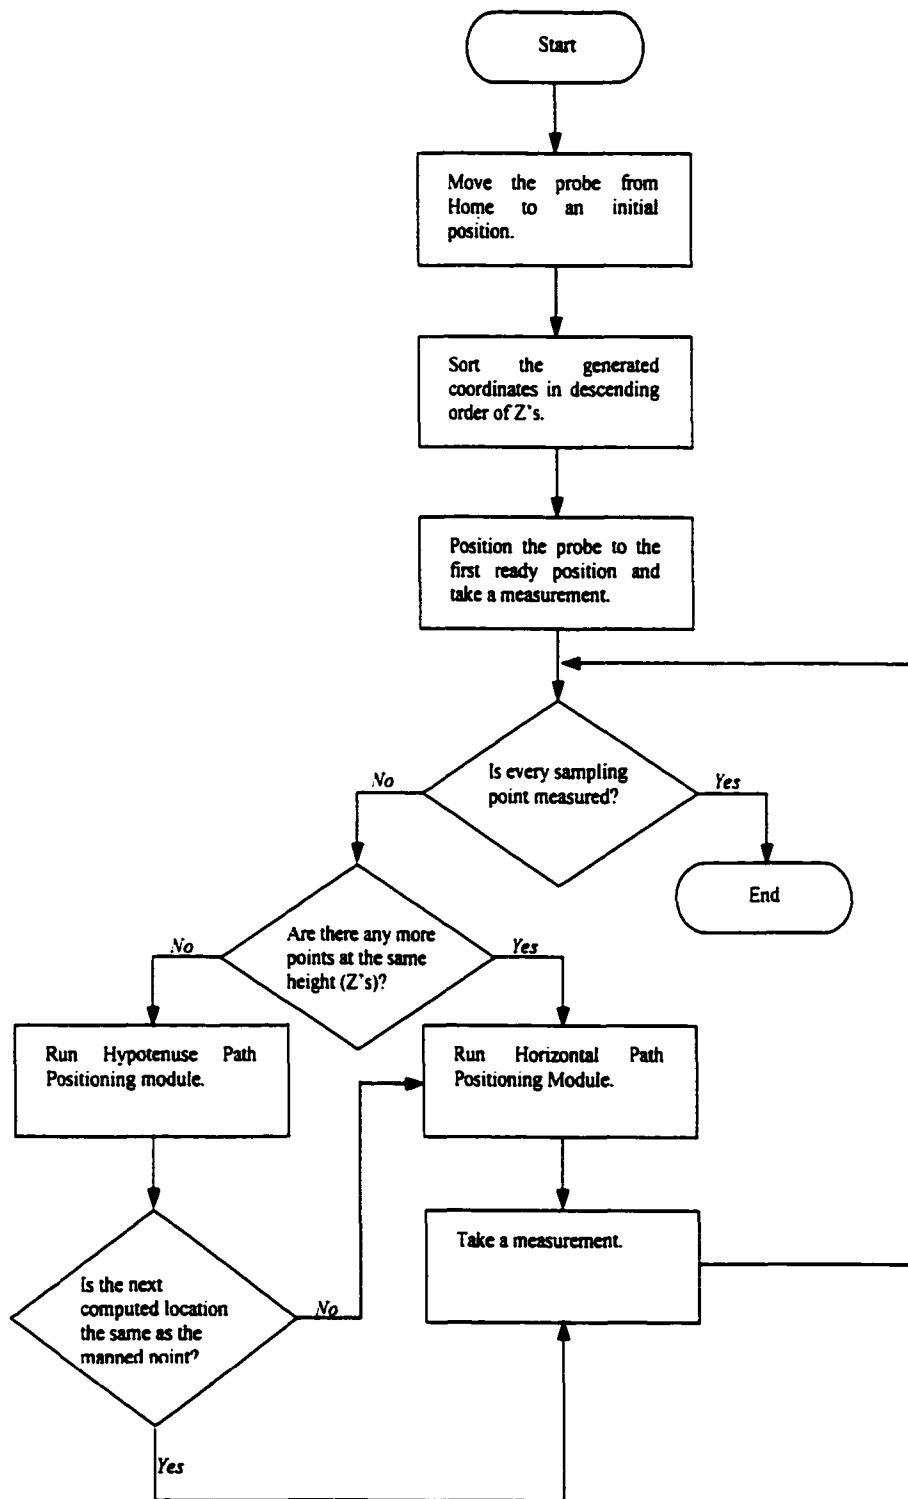 Start
Move the probe from
Home to an initial
position.
Sort the generated
coordinates in descending
order of Z's.
Position the probe to the
first ready position and
take a measurement.
Is every sampling
point measured?
No
Yes
End
Are there any more
points at the same
height (Z's)?
No
Yes
Run Hypotenuse Path
Positioning module.
Run Horizontal Path
Positioning Module.
Take a measurement.
Is the next
computed location
the same as the
manned point?
No
Yes